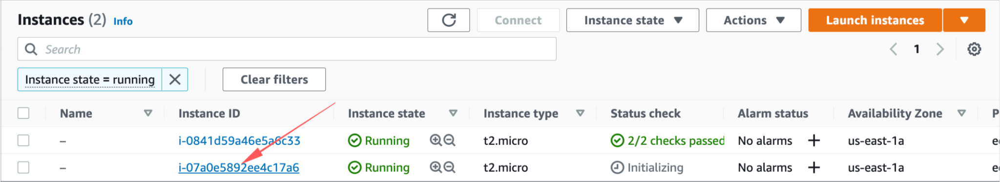 Instances (2) Info
Connect
Instance state
Actions
Launch instances
Search
1
Instance state = running
Clear filters
Name Instance ID Instance state Instance type Status check Alarm status Availability Zone P
– i-0841d59a46e5a6c33 Running t2.micro 2/2 checks passed No alarms + us-east-1a
– i-07a0e5892ee4c17a6 Running t2.micro Initializing No alarms + us-east-1a